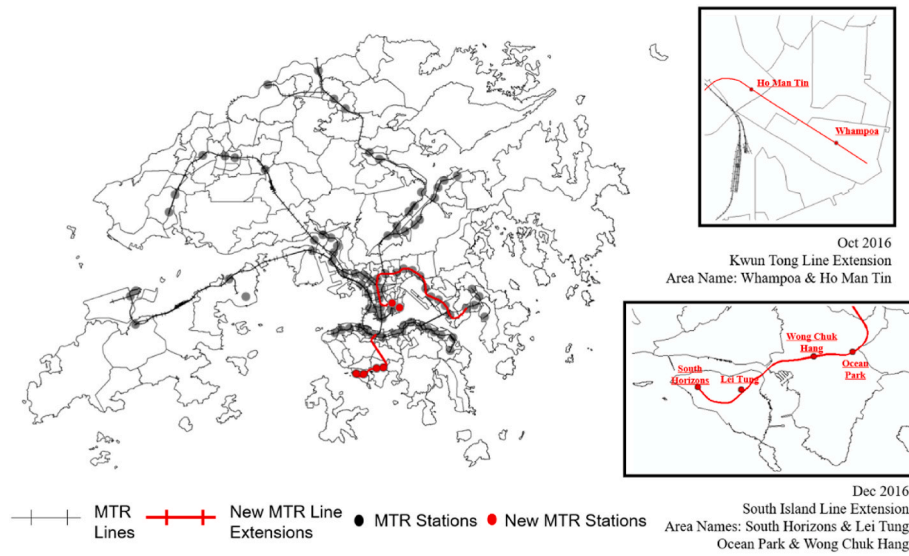 Ho Man Tin
Whampoa
Oct 2016
Kwun Tong Line Extension
Area Name: Whampoa & Ho Man Tin
Wong Chuk
Hang
Ocean
Park
South
Horizons
Lei Tung
Dec 2016
South Island Line Extension
Area Names: South Horizons & Lei Tung
Ocean Park & Wong Chuk Hang
MTR
Lines
New MTR Line
Extensions
MTR Stations
New MTR Stations